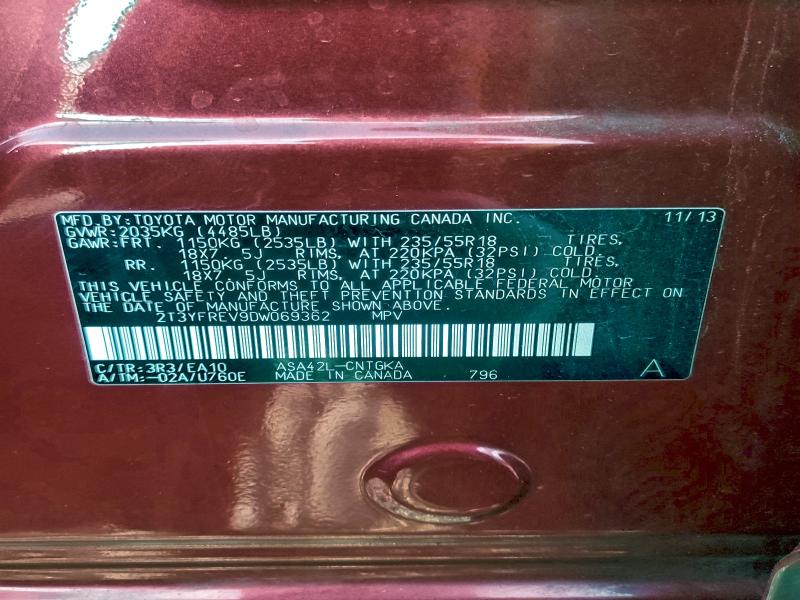 MFD.BY:TOYOTA MOTOR MANUFACTURING CANADA INC. 11/13
GVWR:2035KG (4485LB)
GAWR:FRT. 1150KG (2535LB) WITH 235/55R18 TIRES,
18X7 5J RIMS, AT 220KPA (32PSI) COLD.
RR. 1150KG (2535LB) WITH 235/55R18 TIRES,
18X7 5J RIMS, AT 220KPA (32PSI) COLD.
THIS VEHICLE CONFORMS TO ALL APPLICABLE FEDERAL MOTOR
VEHICLE SAFETY AND THEFT PREVENTION STANDARDS IN EFFECT ON
THE DATE OF MANUFACTURE SHOWN ABOVE.
2T3YFREV9DW069362 MPV
C/TR:3R3/EA10 ASA42L-CNTGKA
A/TM:-02A/U760E MADE IN CANADA 796 A